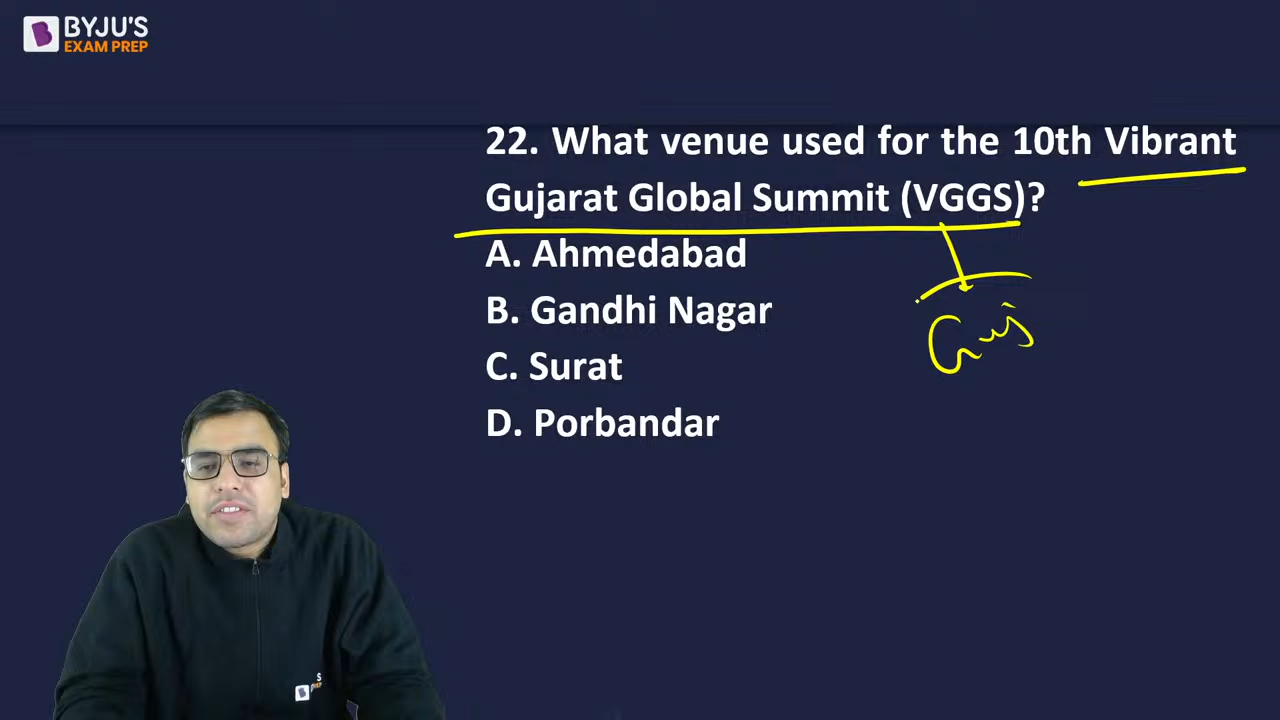 BYJU'S
EXAM PREP
22. What venue used for the 10th Vibrant
Gujarat Global Summit (VGGS)?
A. Ahmedabad
B. Gandhi Nagar
C. Surat
D. Porbandar
Guj